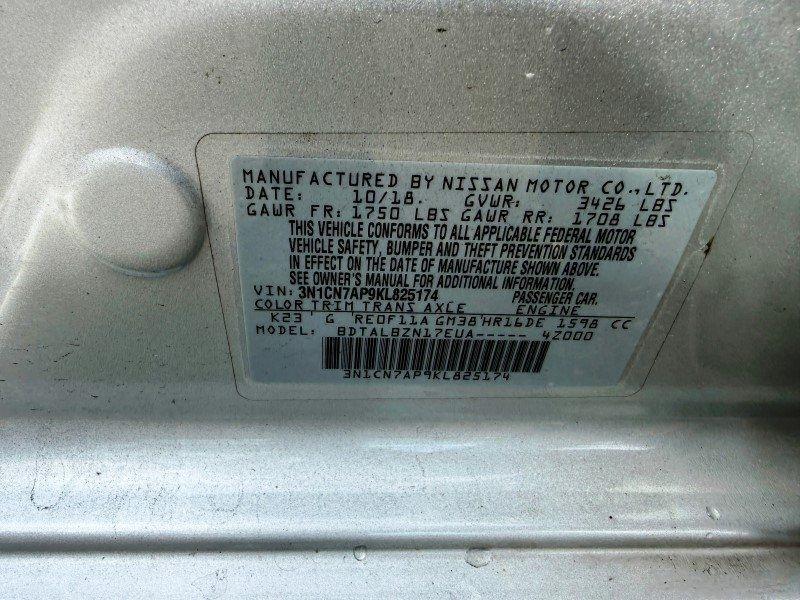 MANUFACTURED BY NISSAN MOTOR CO., LTD.
DATE: 10/18. GVWR: 3426 LBS
GAWR FR: 1750 LBS GAWR RR: 1708 LBS
THIS VEHICLE CONFORMS TO ALL APPLICABLE FEDERAL MOTOR
VEHICLE SAFETY, BUMPER AND THEFT PREVENTION STANDARDS
IN EFFECT ON THE DATE OF MANUFACTURE SHOWN ABOVE.
SEE OWNER'S MANUAL FOR ADDITIONAL INFORMATION.
VIN: 3N1CN7AP9KL825174 PASSENGER CAR.
COLOR TRIM TRANS AXLE ENGINE
K23 G RE0F11A GM38 HR16DE 1598 CC
MODEL: BDTALBZN17EUA----- 4Z000
3N1CN7AP9KL825174